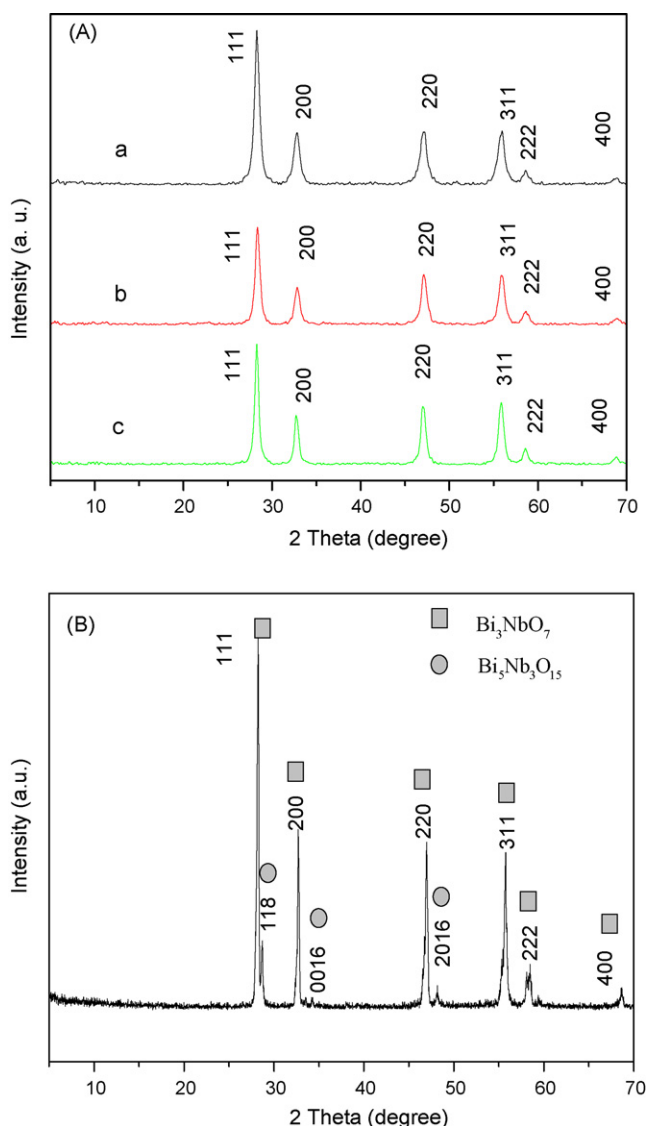 (A)
111
200
220
311
222
400
a
111
200
220
311
222
400
b
111
200
220
311
222
400
c
Intensity (a. u.)
10 20 30 40 50 60 70
2 Theta (degree)
(B)
Bi₃NbO₇
Bi₅Nb₃O₁₅
111
118
200
0016
220
2016
311
222
400
Intensity (a.u.)
10 20 30 40 50 60 70
2 Theta (degree)